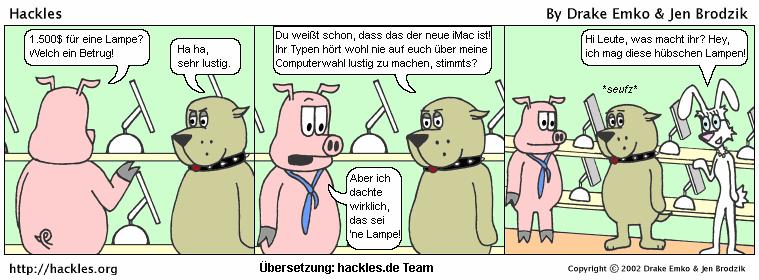 Hackles
By Drake Emko & Jen Brodzik
1.500$ für eine Lampe?
Welch ein Betrug!
Ha ha,
sehr lustig.
Du weißt schon, dass das der neue iMac ist!
Ihr Typen hört wohl nie auf euch über meine
Computerwahl lustig zu machen, stimmts?
Aber ich
dachte
wirklich,
das sei
'ne Lampe!
Hi Leute, was macht ihr? Hey,
ich mag diese hübschen Lampen!
*seufz*
http://hackles.org
Übersetzung: hackles.de Team
Copyright © 2002 Drake Emko & Jen Brodzik